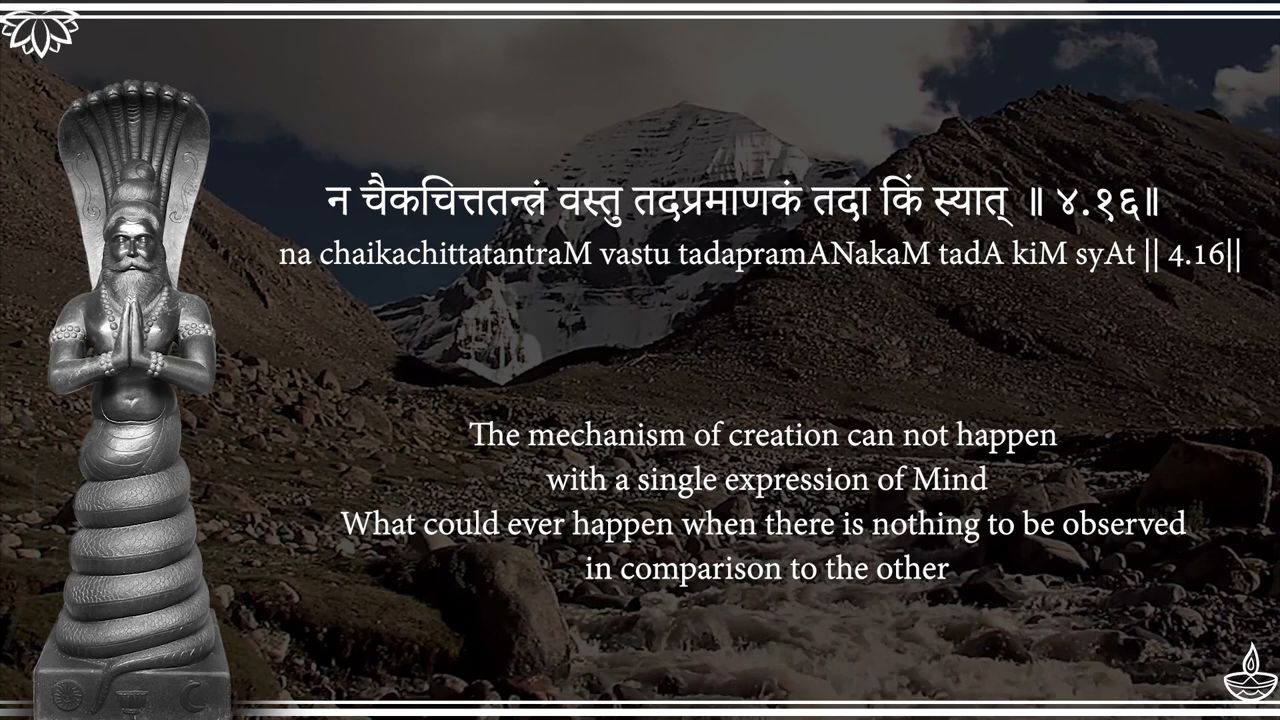 न चैकचित्ततन्त्रं वस्तु तदप्रमाणकं तदा किं स्यात् ॥ ४.१६॥
na chaikachittatantraM vastu tadapramANakaM tadA kiM syAt || 4.16||
The mechanism of creation can not happen
with a single expression of Mind
What could ever happen when there is nothing to be observed
in comparison to the other